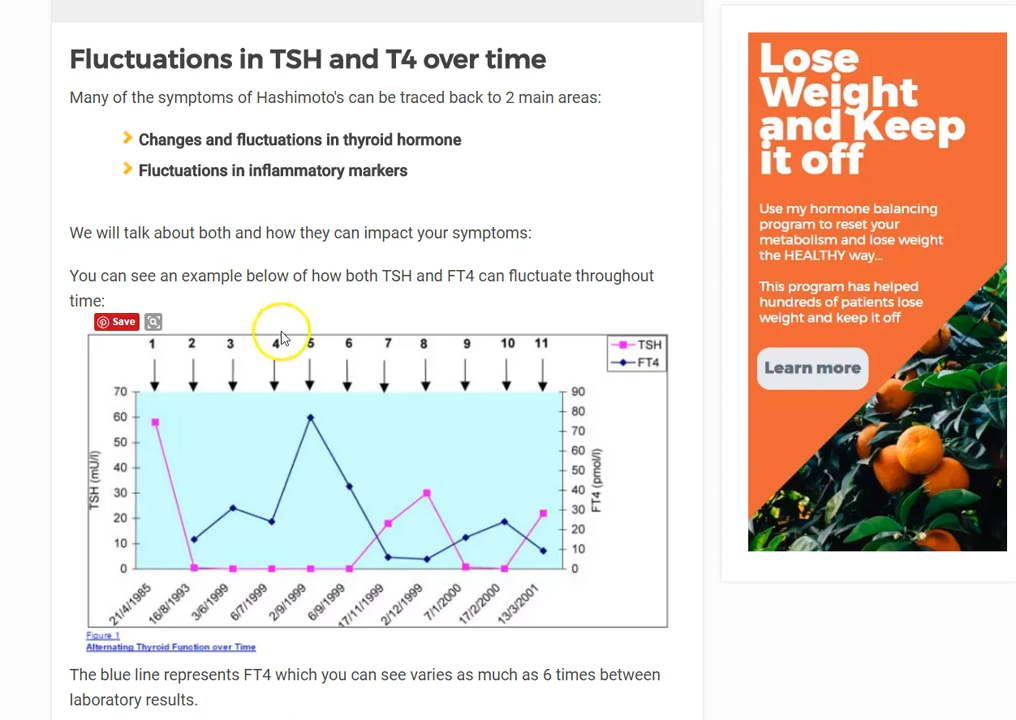 Fluctuations in TSH and T4 over time
Many of the symptoms of Hashimoto's can be traced back to 2 main areas:
Changes and fluctuations in thyroid hormone
Fluctuations in inflammatory markers
We will talk about both and how they can impact your symptoms:
You can see an example below of how both TSH and FT4 can fluctuate throughout
time:
Save
1 2 3 4 5 6 7 8 9 10 11
TSH
FT4
70
60
50
40
30
20
10
0
TSH (mU/l)
90
80
70
60
50
40
30
20
10
0
FT4 (pmol/l)
21/4/1985
16/8/1993
3/6/1999
6/7/1999
2/9/1999
6/9/1999
17/11/1999
2/12/1999
7/1/2000
17/2/2000
13/3/2001
Figure 1
Alternating Thyroid Function over Time
The blue line represents FT4 which you can see varies as much as 6 times between
laboratory results.
Lose
Weight
and Keep
it off
Use my hormone balancing
program to reset your
metabolism and lose weight
the HEALTHY way...
This program has helped
hundreds of patients lose
weight and keep it off
Learn more